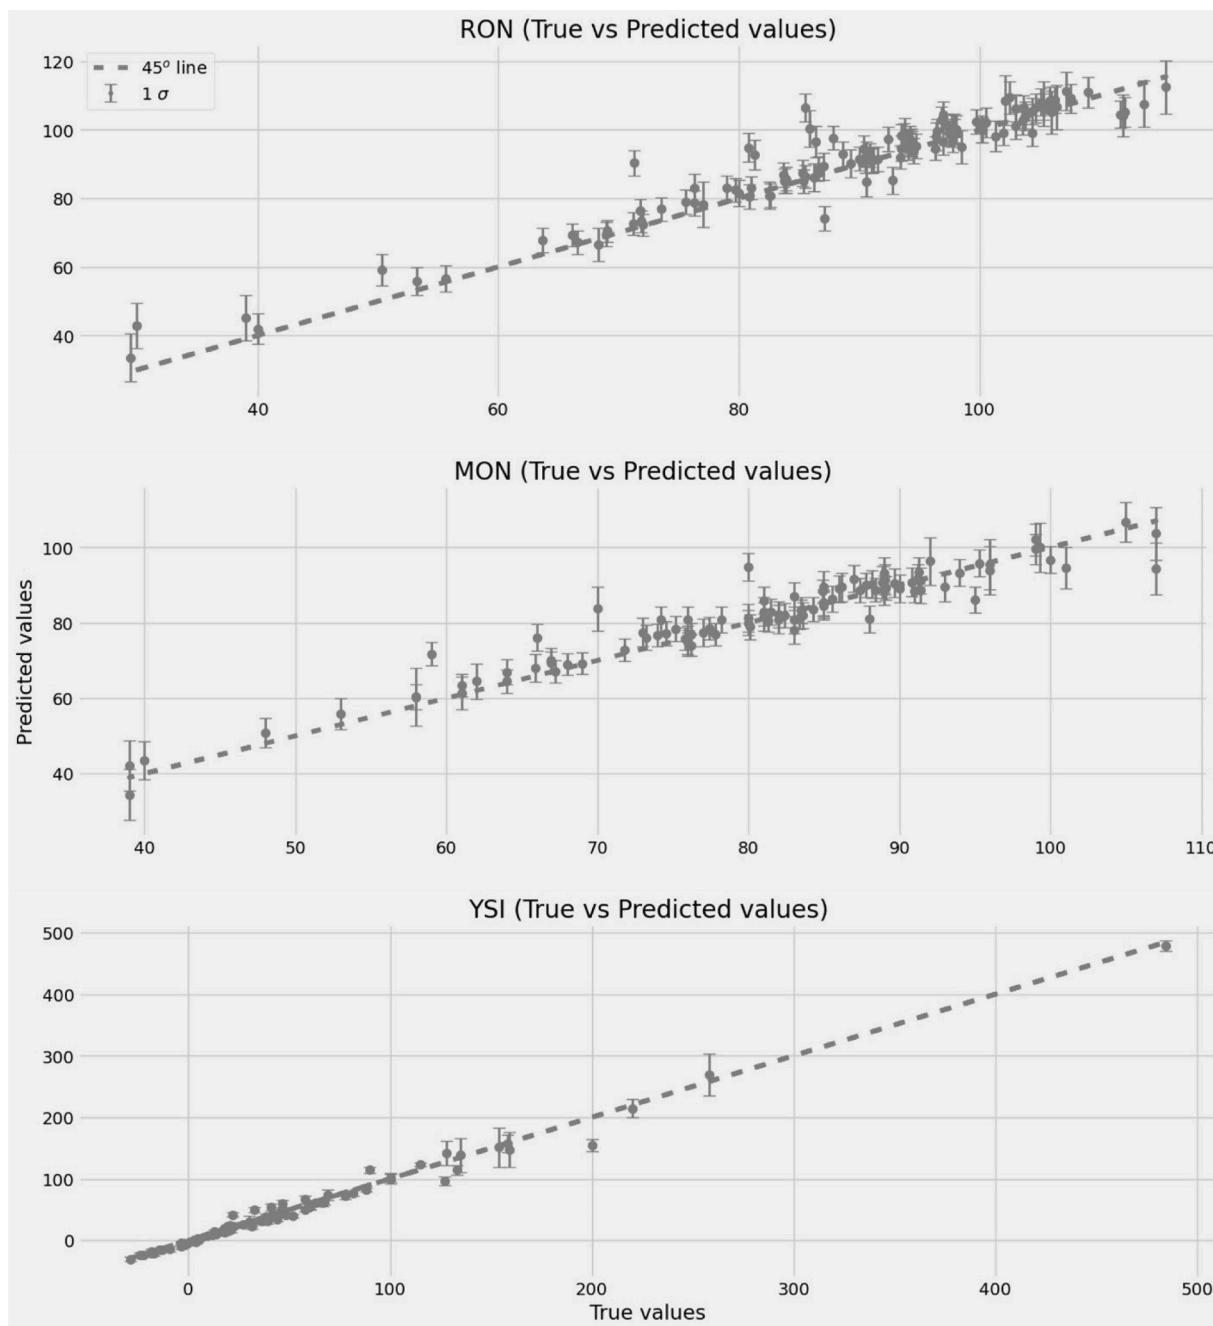 RON (True vs Predicted values)
45° line
1 σ
120
100
80
60
40
40 60 80 100
MON (True vs Predicted values)
Predicted values
100
80
60
40
40 50 60 70 80 90 100 110
YSI (True vs Predicted values)
500
400
300
200
100
0
0 100 200 300 400 500
True values